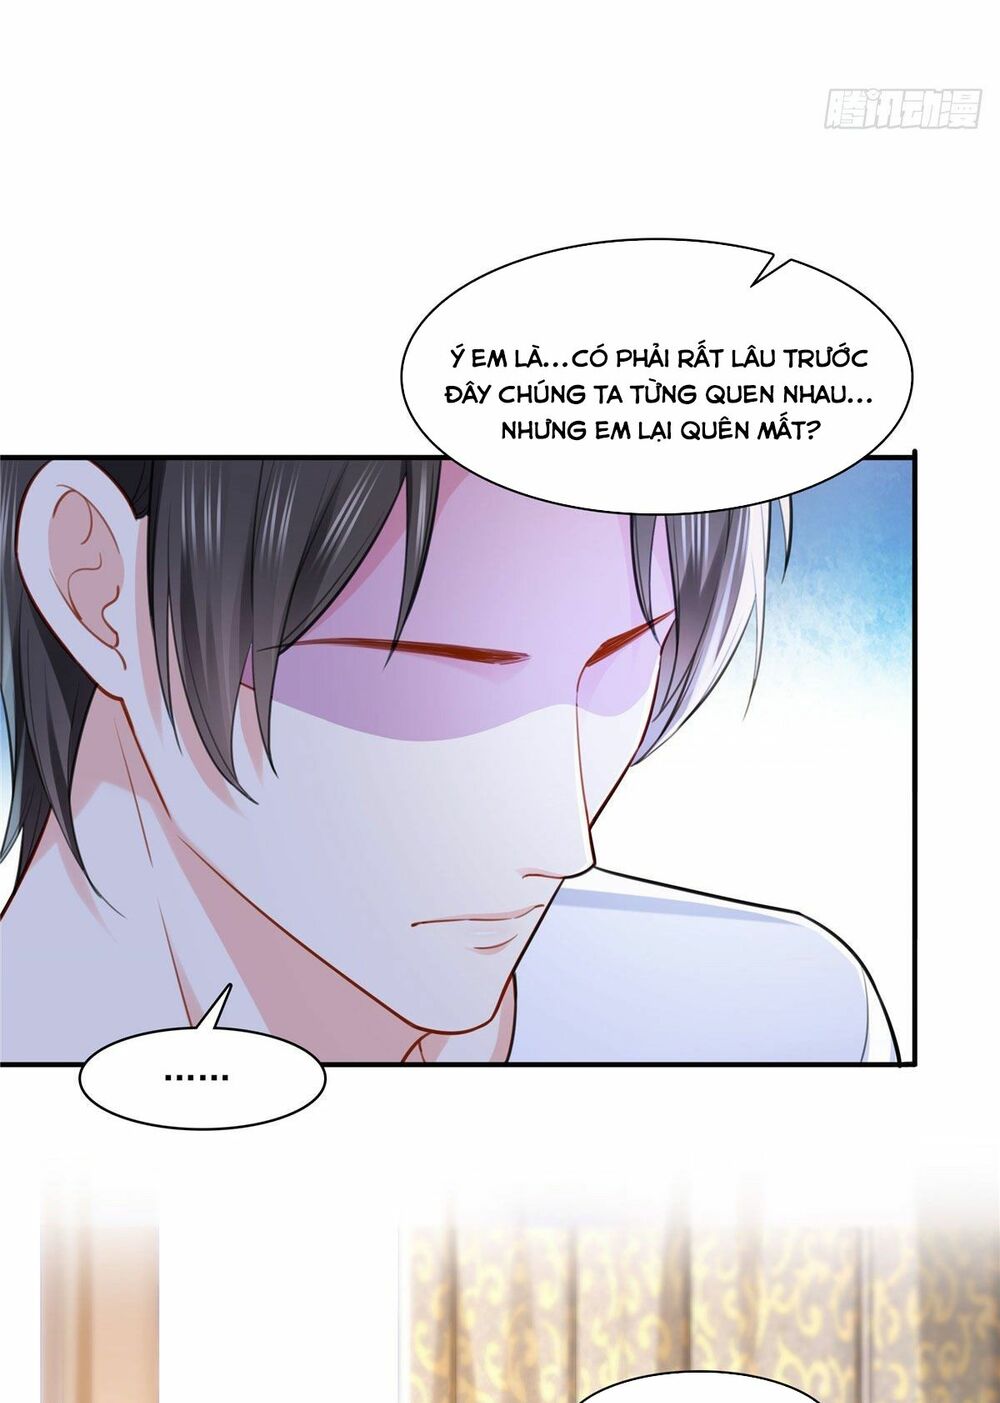 腾讯动漫
Ý EM LÀ...CÓ PHẢI RẤT LÂU TRƯỚC
ĐÂY CHÚNG TA TỪNG QUEN NHAU...
NHƯNG EM LẠI QUÊN MẤT?
......